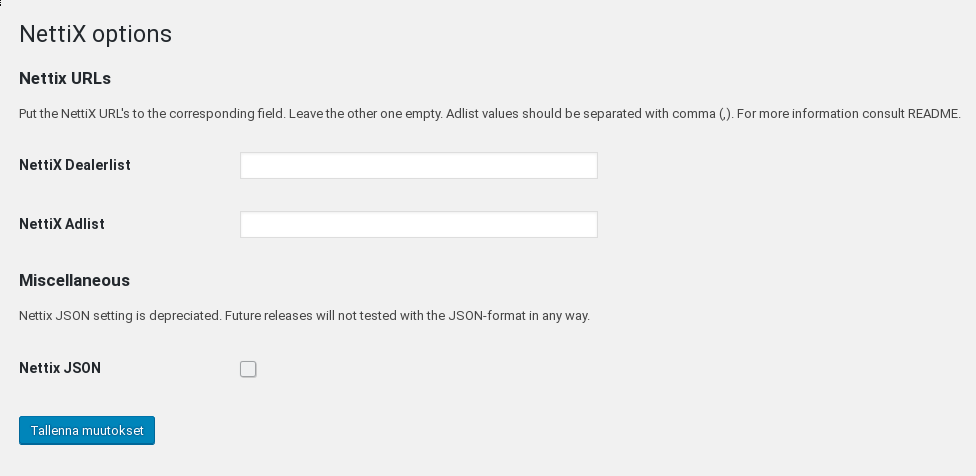 NettiX options
Nettix URLs
Put the NettiX URL's to the corresponding field. Leave the other one empty. Adlist values should be separated with comma (,). For more information consult README.
NettiX Dealerlist
NettiX Adlist
Miscellaneous
Nettix JSON setting is depreciated. Future releases will not tested with the JSON-format in any way.
Nettix JSON
Tallenna muutokset